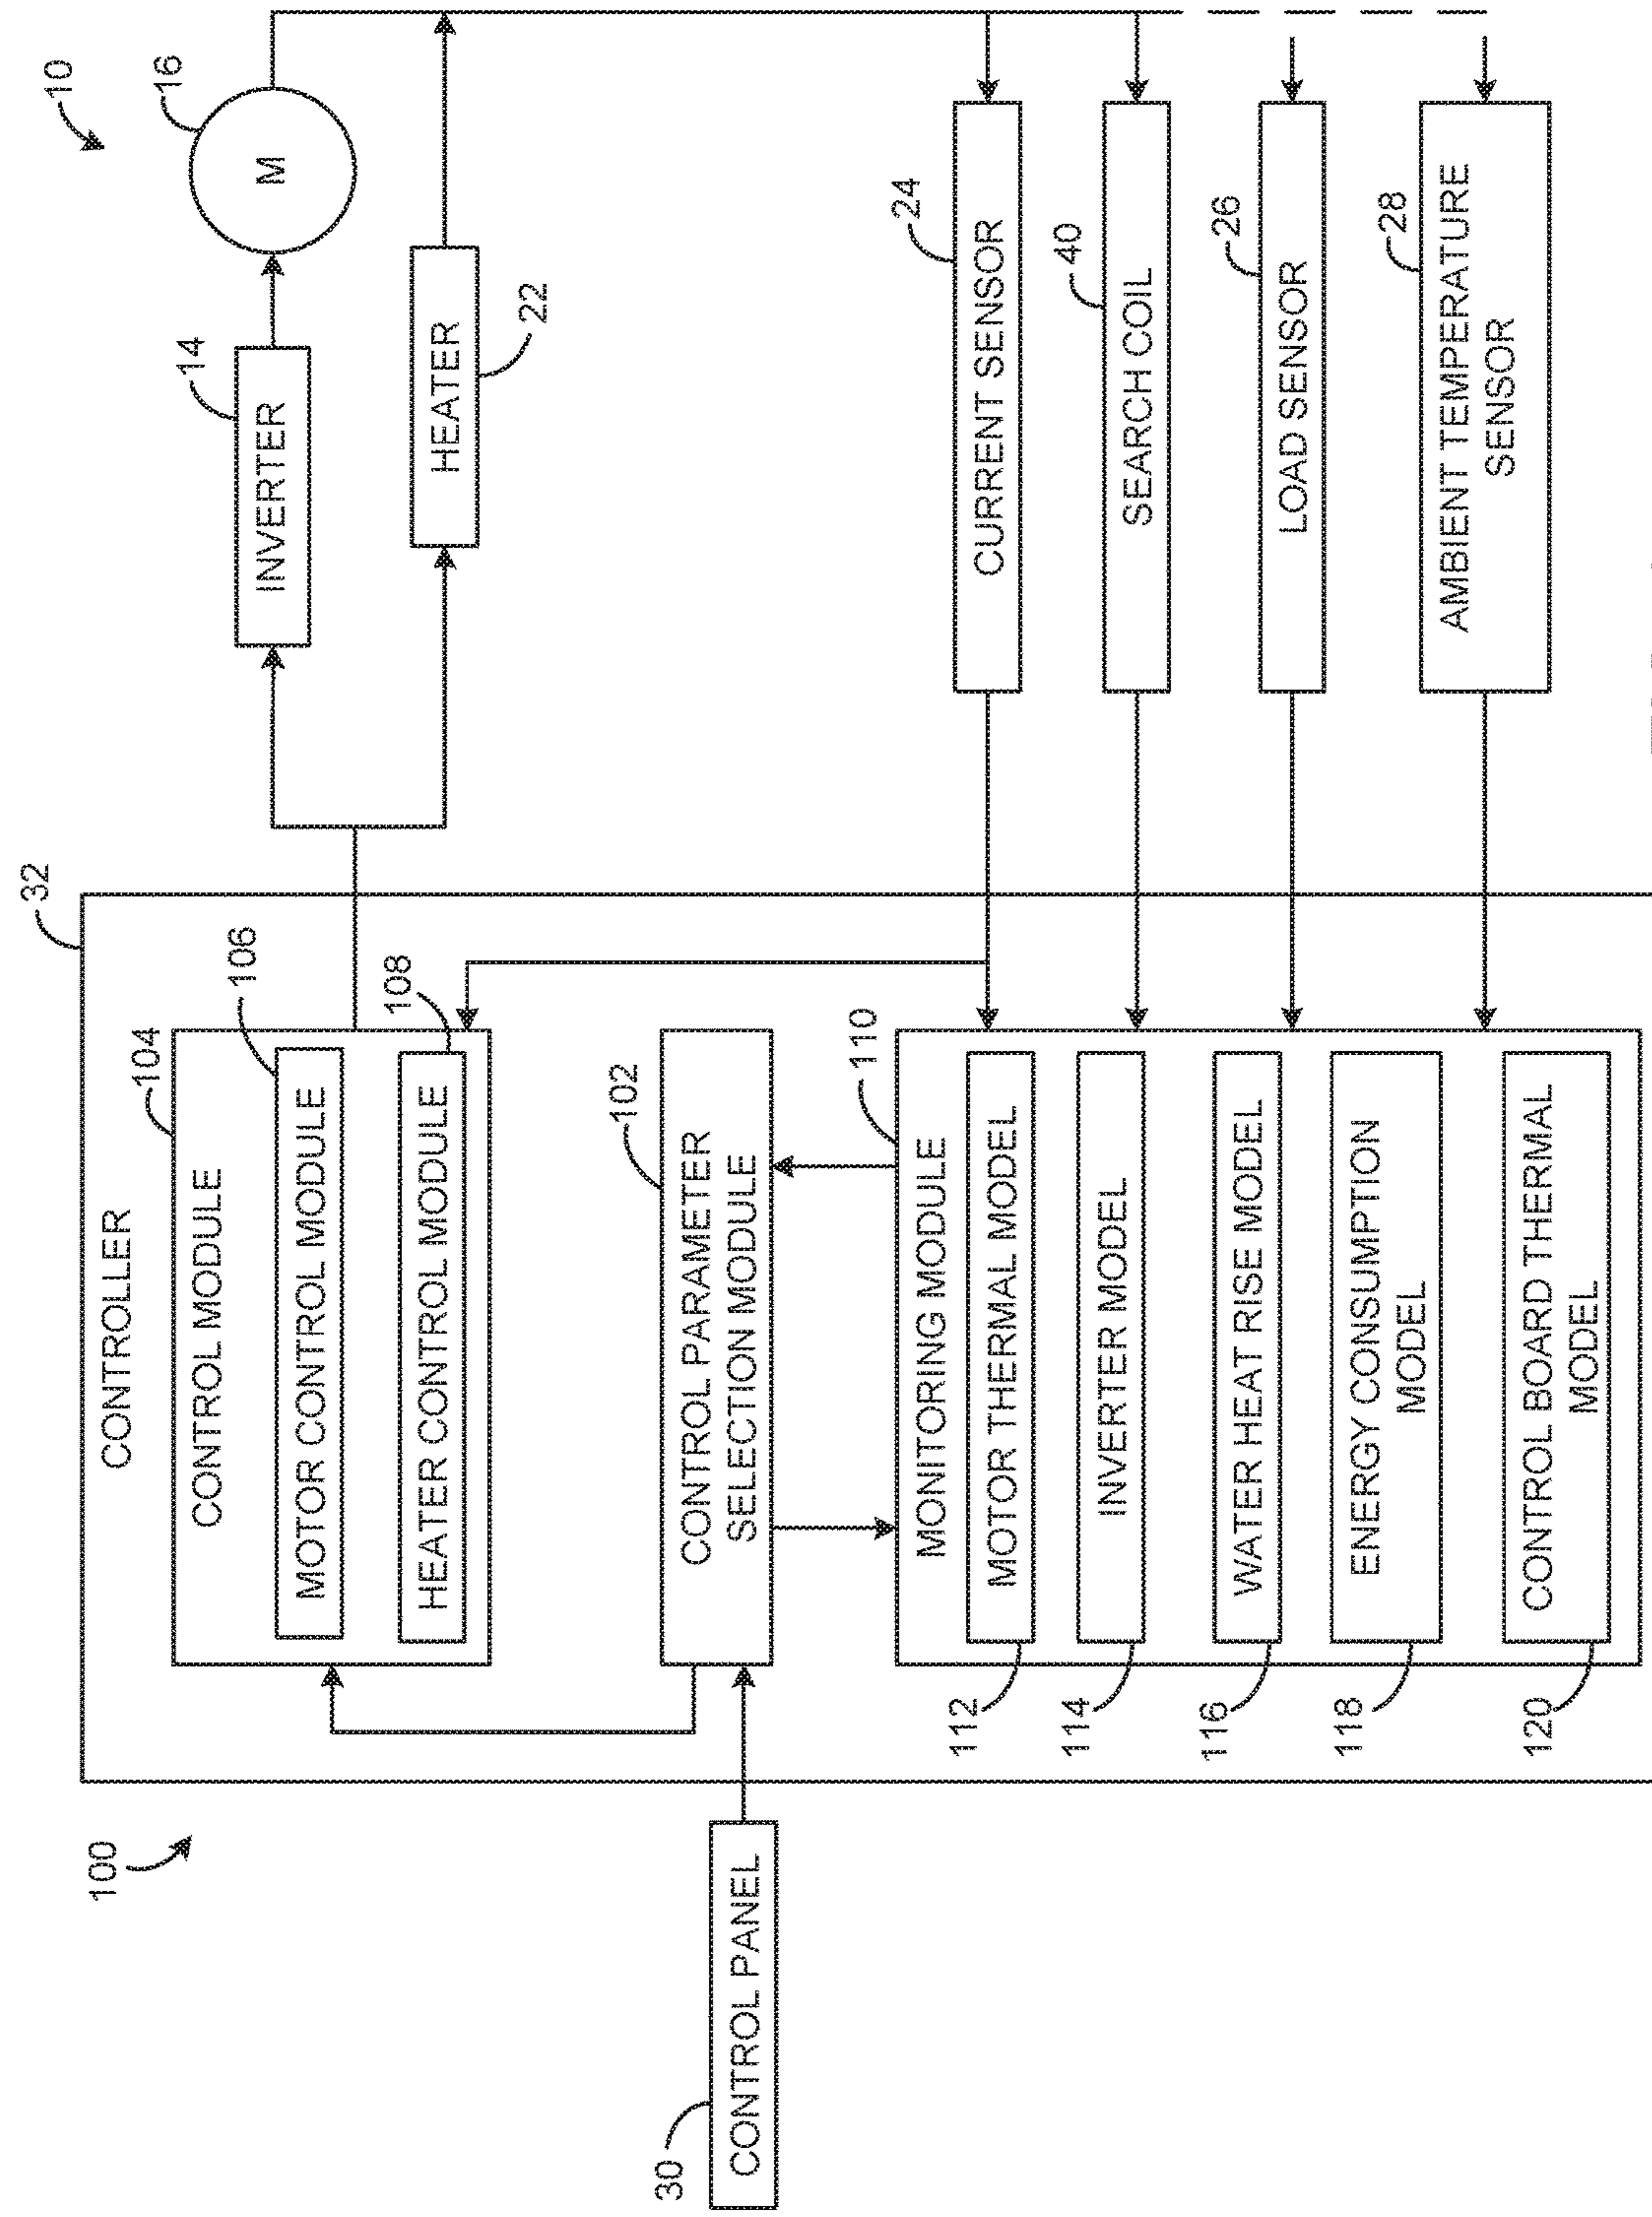 100
10
32
CONTROLLER
104
CONTROL MODULE
106
MOTOR CONTROL MODULE
108
HEATER CONTROL MODULE
14
INVERTER
16
M
22
HEATER
30
CONTROL PANEL
102
CONTROL PARAMETER
SELECTION MODULE
110
MONITORING MODULE
112
MOTOR THERMAL MODEL
114
INVERTER MODEL
116
WATER HEAT RISE MODEL
118
ENERGY CONSUMPTION
MODEL
120
CONTROL BOARD THERMAL
MODEL
24
CURRENT SENSOR
40
SEARCH COIL
26
LOAD SENSOR
28
AMBIENT TEMPERATURE
SENSOR